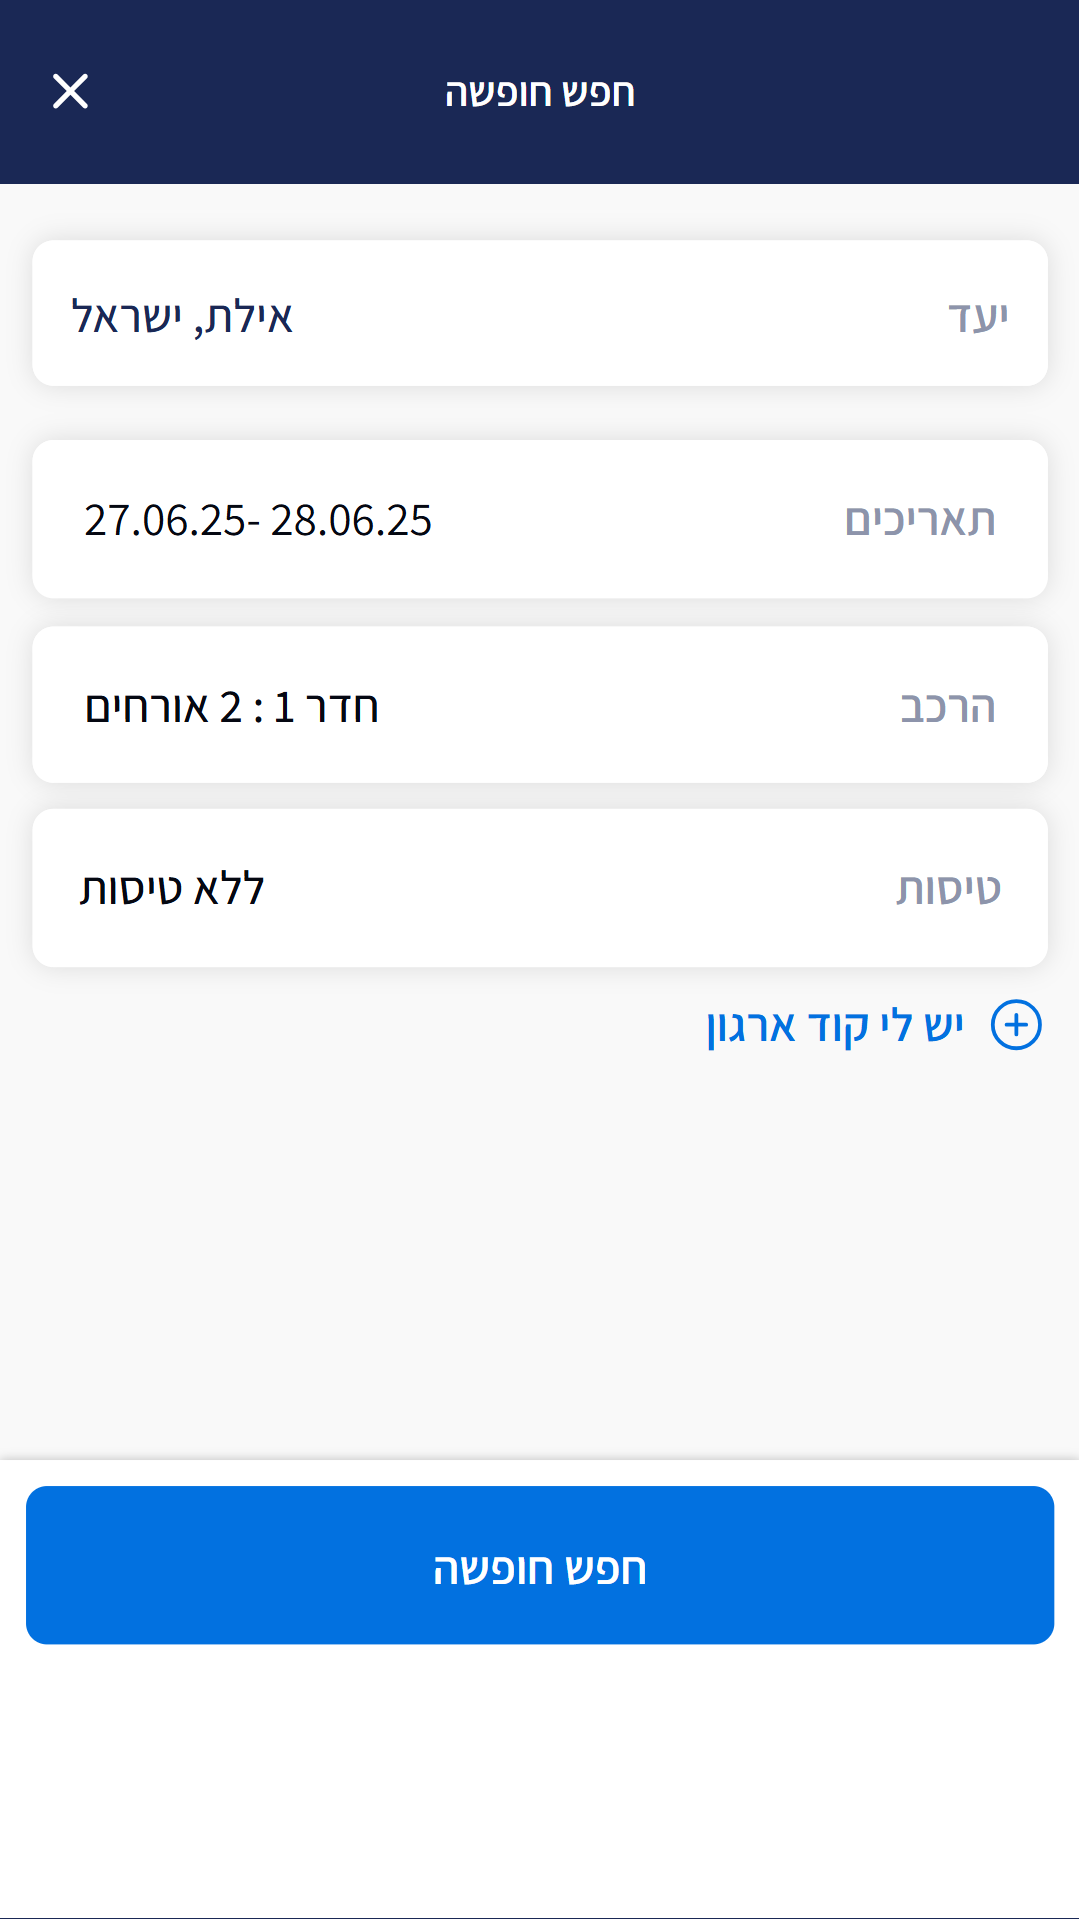 חפש חופשה
יעד
אילת, ישראל
תאריכים
27.06.25- 28.06.25
הרכב
חדר 1 : 2 אורחים
טיסות
ללא טיסות
יש לי קוד ארגון
חפש חופשה